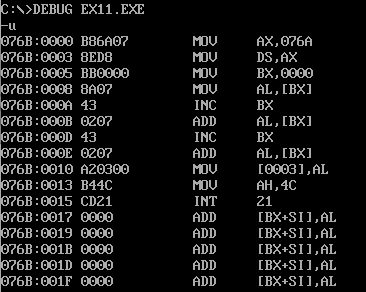 C:\>DEBUG EX11.EXE
-u
076B:0000 B86A07        MOV     AX,076A
076B:0003 8ED8          MOV     DS,AX
076B:0005 BB0000        MOV     BX,0000
076B:0008 8A07          MOV     AL,[BX]
076B:000A 43            INC     BX
076B:000B 0207          ADD     AL,[BX]
076B:000D 43            INC     BX
076B:000E 0207          ADD     AL,[BX]
076B:0010 A20300        MOV     [0003],AL
076B:0013 B44C          MOV     AH,4C
076B:0015 CD21          INT     21
076B:0017 0000          ADD     [BX+SI],AL
076B:0019 0000          ADD     [BX+SI],AL
076B:001B 0000          ADD     [BX+SI],AL
076B:001D 0000          ADD     [BX+SI],AL
076B:001F 0000          ADD     [BX+SI],AL